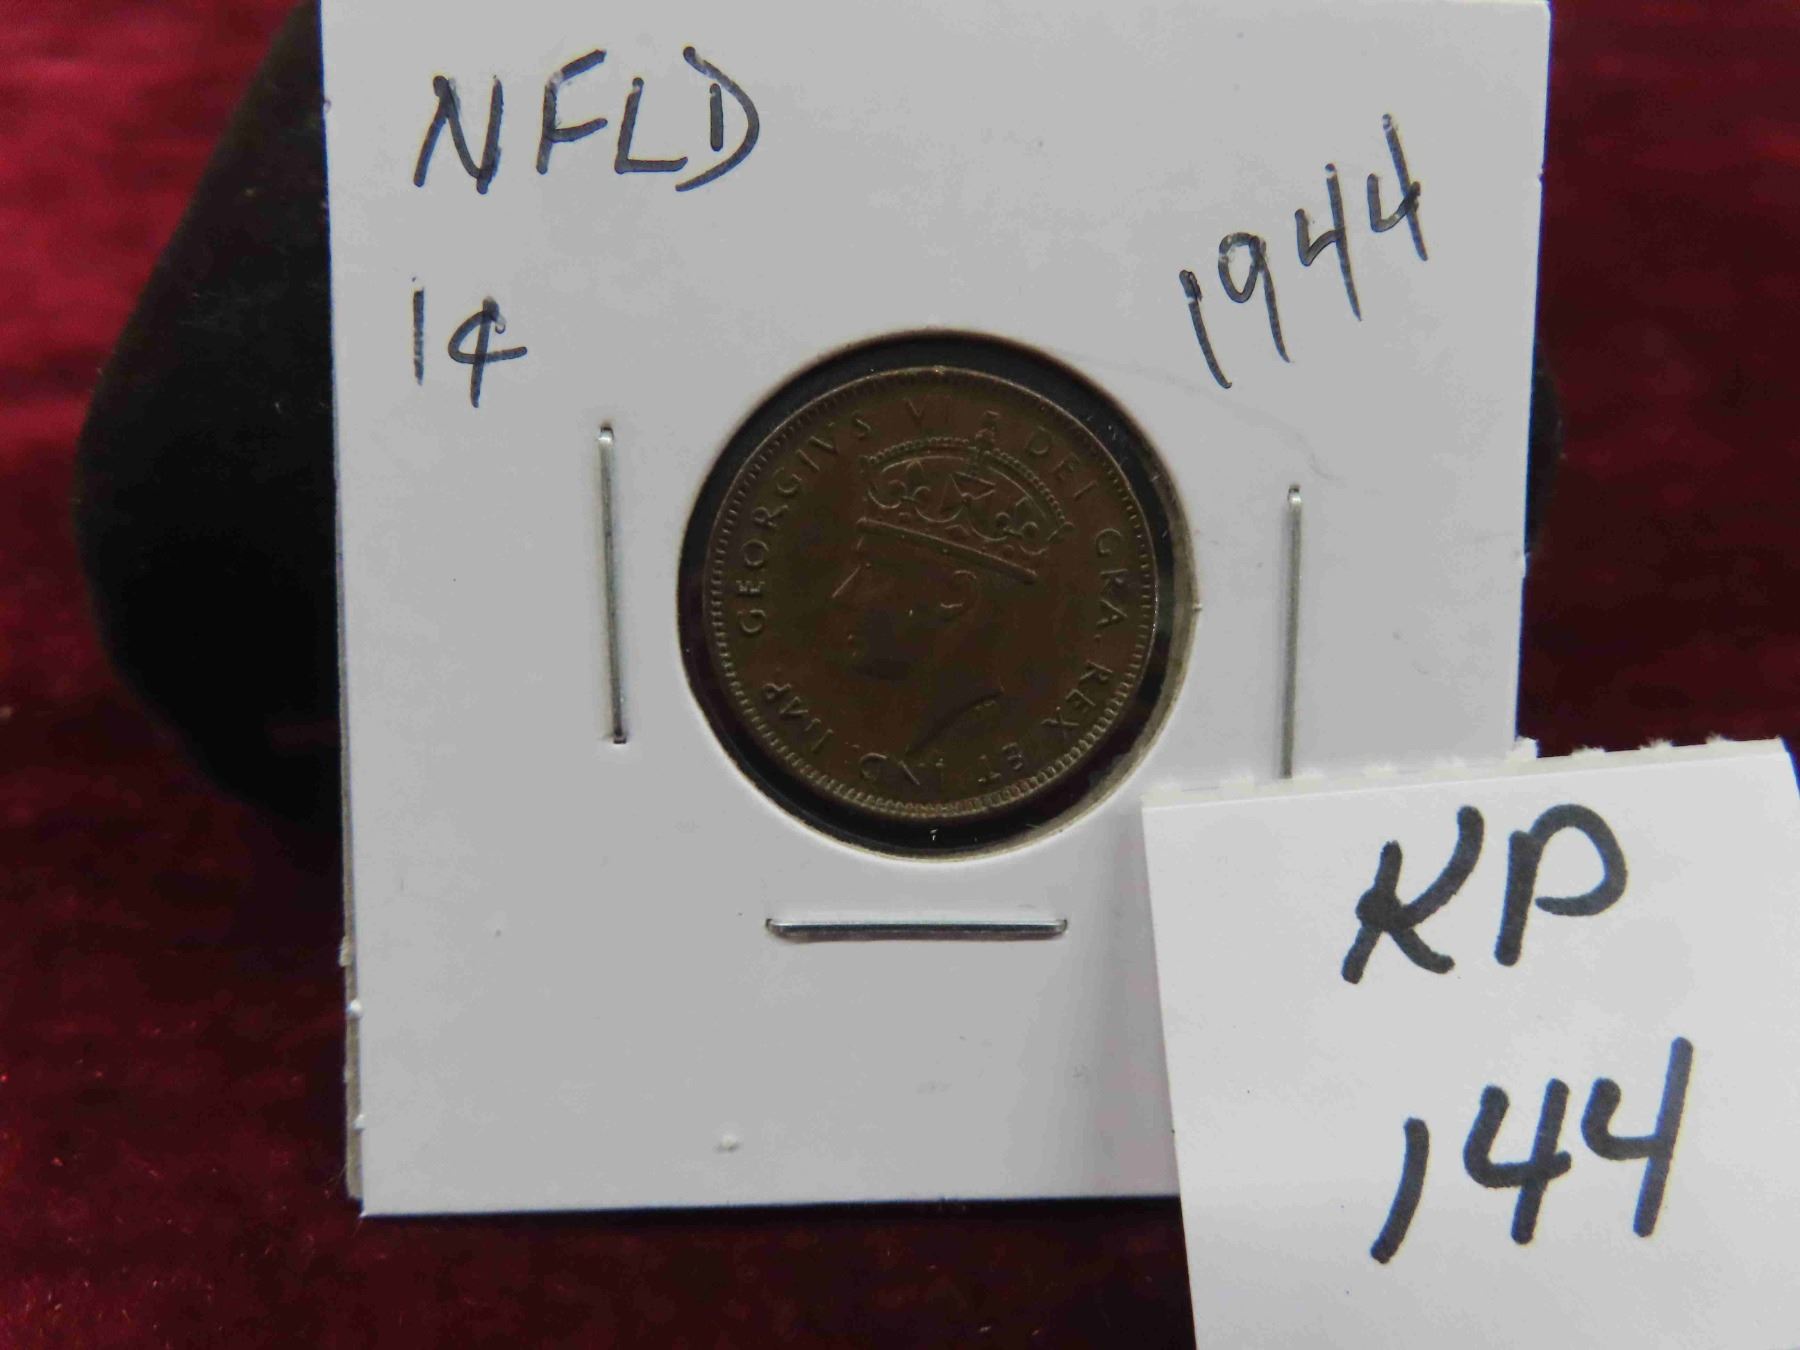 NFLD
1¢
1944
GEORGIVS VI DEI GRA. REX ET IND. IMP.
KP
144